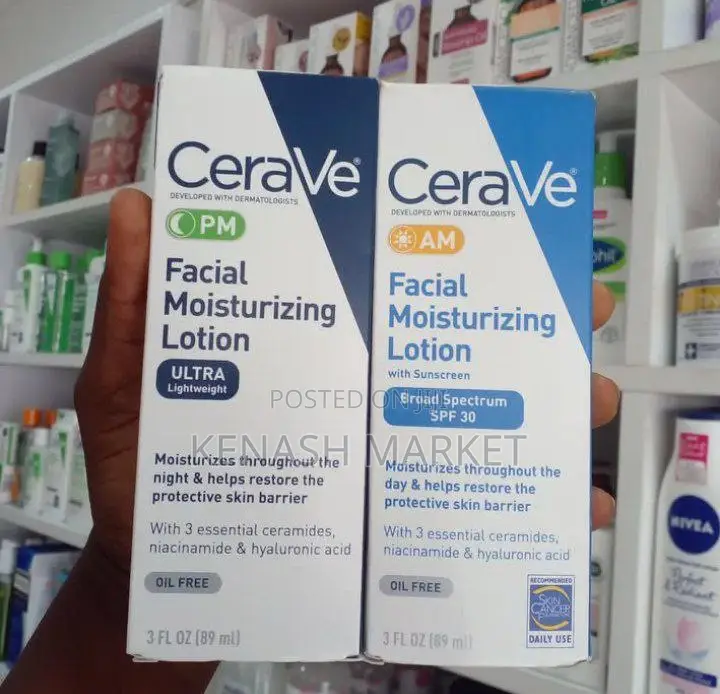 CeraVe®
DEVELOPED WITH DERMATOLOGISTS
PM
Facial
Moisturizing
Lotion
ULTRA
Lightweight
Moisturizes throughout the
night & helps restore the
protective skin barrier
With 3 essential ceramides,
niacinamide & hyaluronic acid
OIL FREE
3 FL OZ (89 ml)
CeraVe®
DEVELOPED WITH DERMATOLOGISTS
AM
Facial
Moisturizing
Lotion
with Sunscreen
Broad Spectrum
SPF 30
Moisturizes throughout the
day & helps restore the
protective skin barrier
With 3 essential ceramides,
niacinamide & hyaluronic acid
OIL FREE
3 FL OZ (89 ml)
RECOMMENDED
SKIN
CANCER
DAILY USE
POSTED ON
KENASH MARKET
phil
NIVEA
Perfect
& Radiant